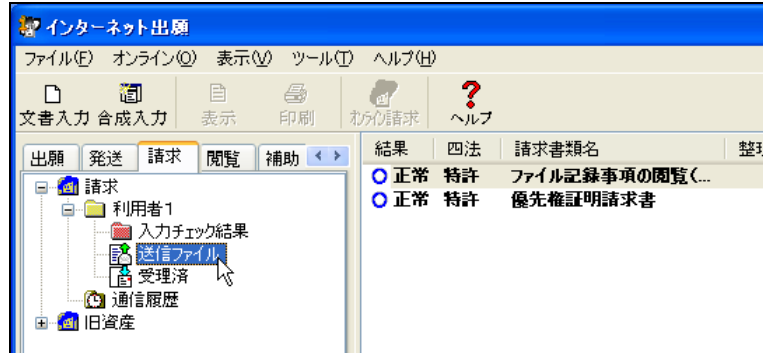 インターネット出願
ファイル(F) オンライン(O) 表示(V) ツール(T) ヘルプ(H)
文書入力 合成入力 表示 印刷 オンライン請求 ヘルプ
出願 発送 請求 閲覧 補助
結果 四法 請求書類名 整理
正常 特許 ファイル記録事項の閲覧(...
正常 特許 優先権証明請求書
請求
利用者1
入力チェック結果
送信ファイル
受理済
通信履歴
旧資産